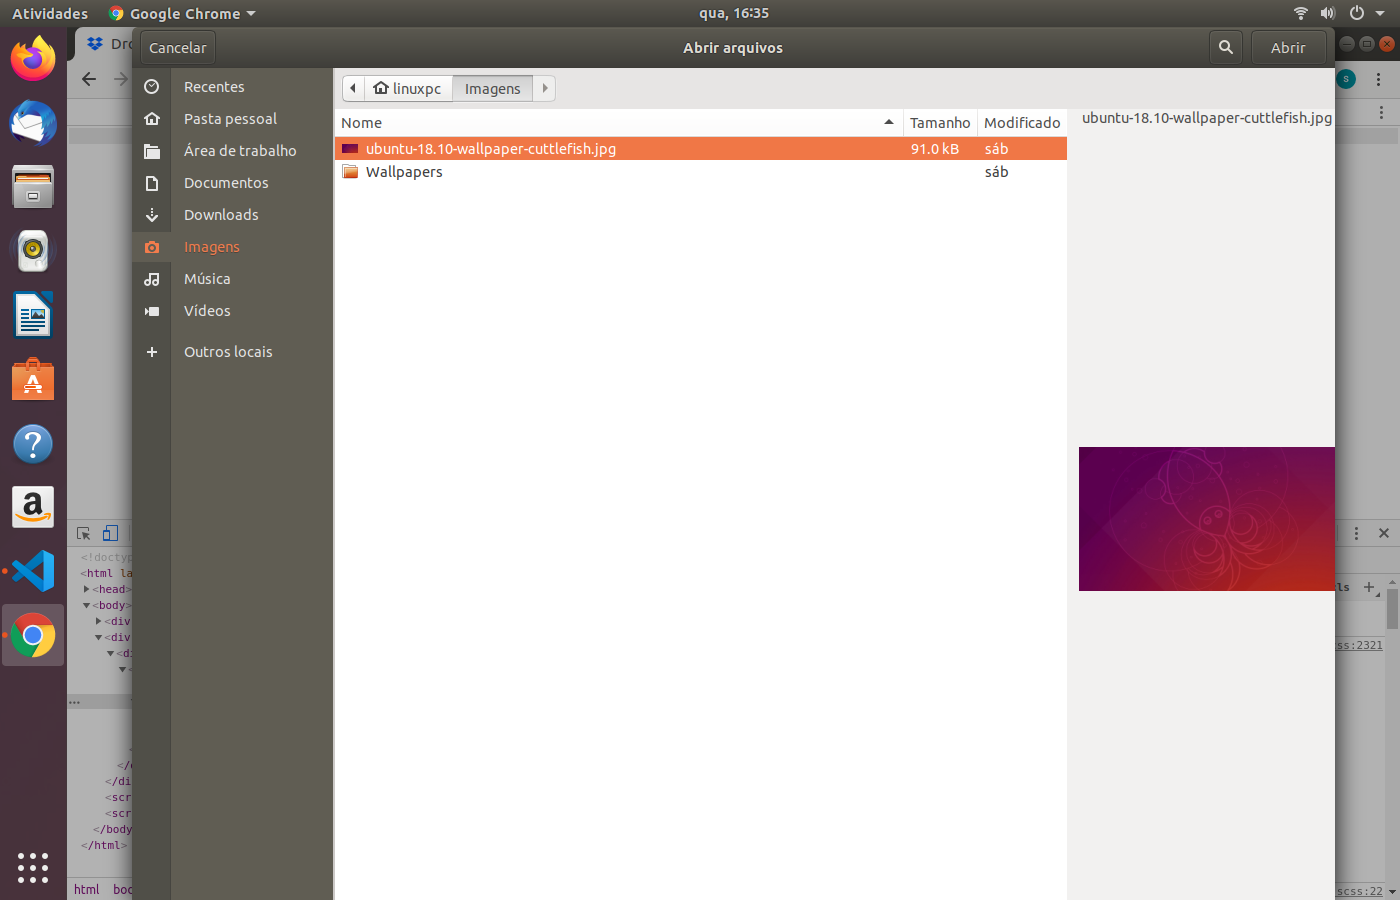 Atividades Google Chrome qua, 16:35
Cancelar Abrir arquivos Abrir
Recentes
Pasta pessoal
Área de trabalho
Documentos
Downloads
Imagens
Música
Vídeos
Outros locais
linuxpc Imagens
Nome Tamanho Modificado
ubuntu-18.10-wallpaper-cuttlefish.jpg 91.0 kB sáb
Wallpapers sáb
ubuntu-18.10-wallpaper-cuttlefish.jpg
S
<!doctyp
<html la
<head>
<body>
<div
<div
<di
<
</di
<scr
<scr
</body
</html>
html
ls
ss:2321
scss:22